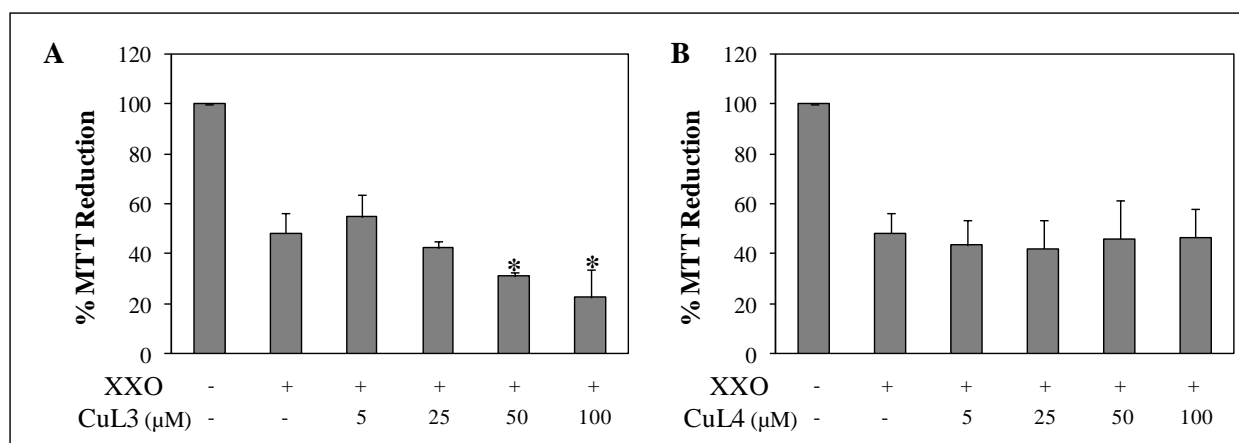 A
% MTT Reduction
120
100
80
60
40
20
0
* *
XXO - + + + + +
CuL3 (μM) - - 5 25 50 100
B
% MTT Reduction
120
100
80
60
40
20
0
XXO - + + + + +
CuL4 (μM) - - 5 25 50 100